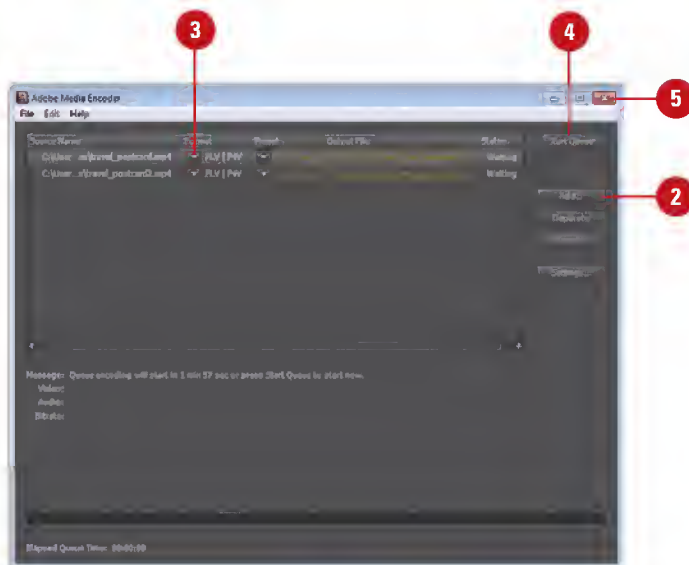 3
4
Adobe Media Encoder
5
File Edit Help
Source Name Format Preset Output File Status Start Queue
C:\User...s\travel_postcard.mp4 FLV | F4V Waiting
C:\User...s\travel_postcard2.mp4 FLV | F4V Waiting
Add...
2
Duplicate
Settings...
Message: Queue encoding will start in 1 min 57 sec or press Start Queue to start now.
Video:
Audio:
Bitrate:
Elapsed Queue Time: 00:00:00